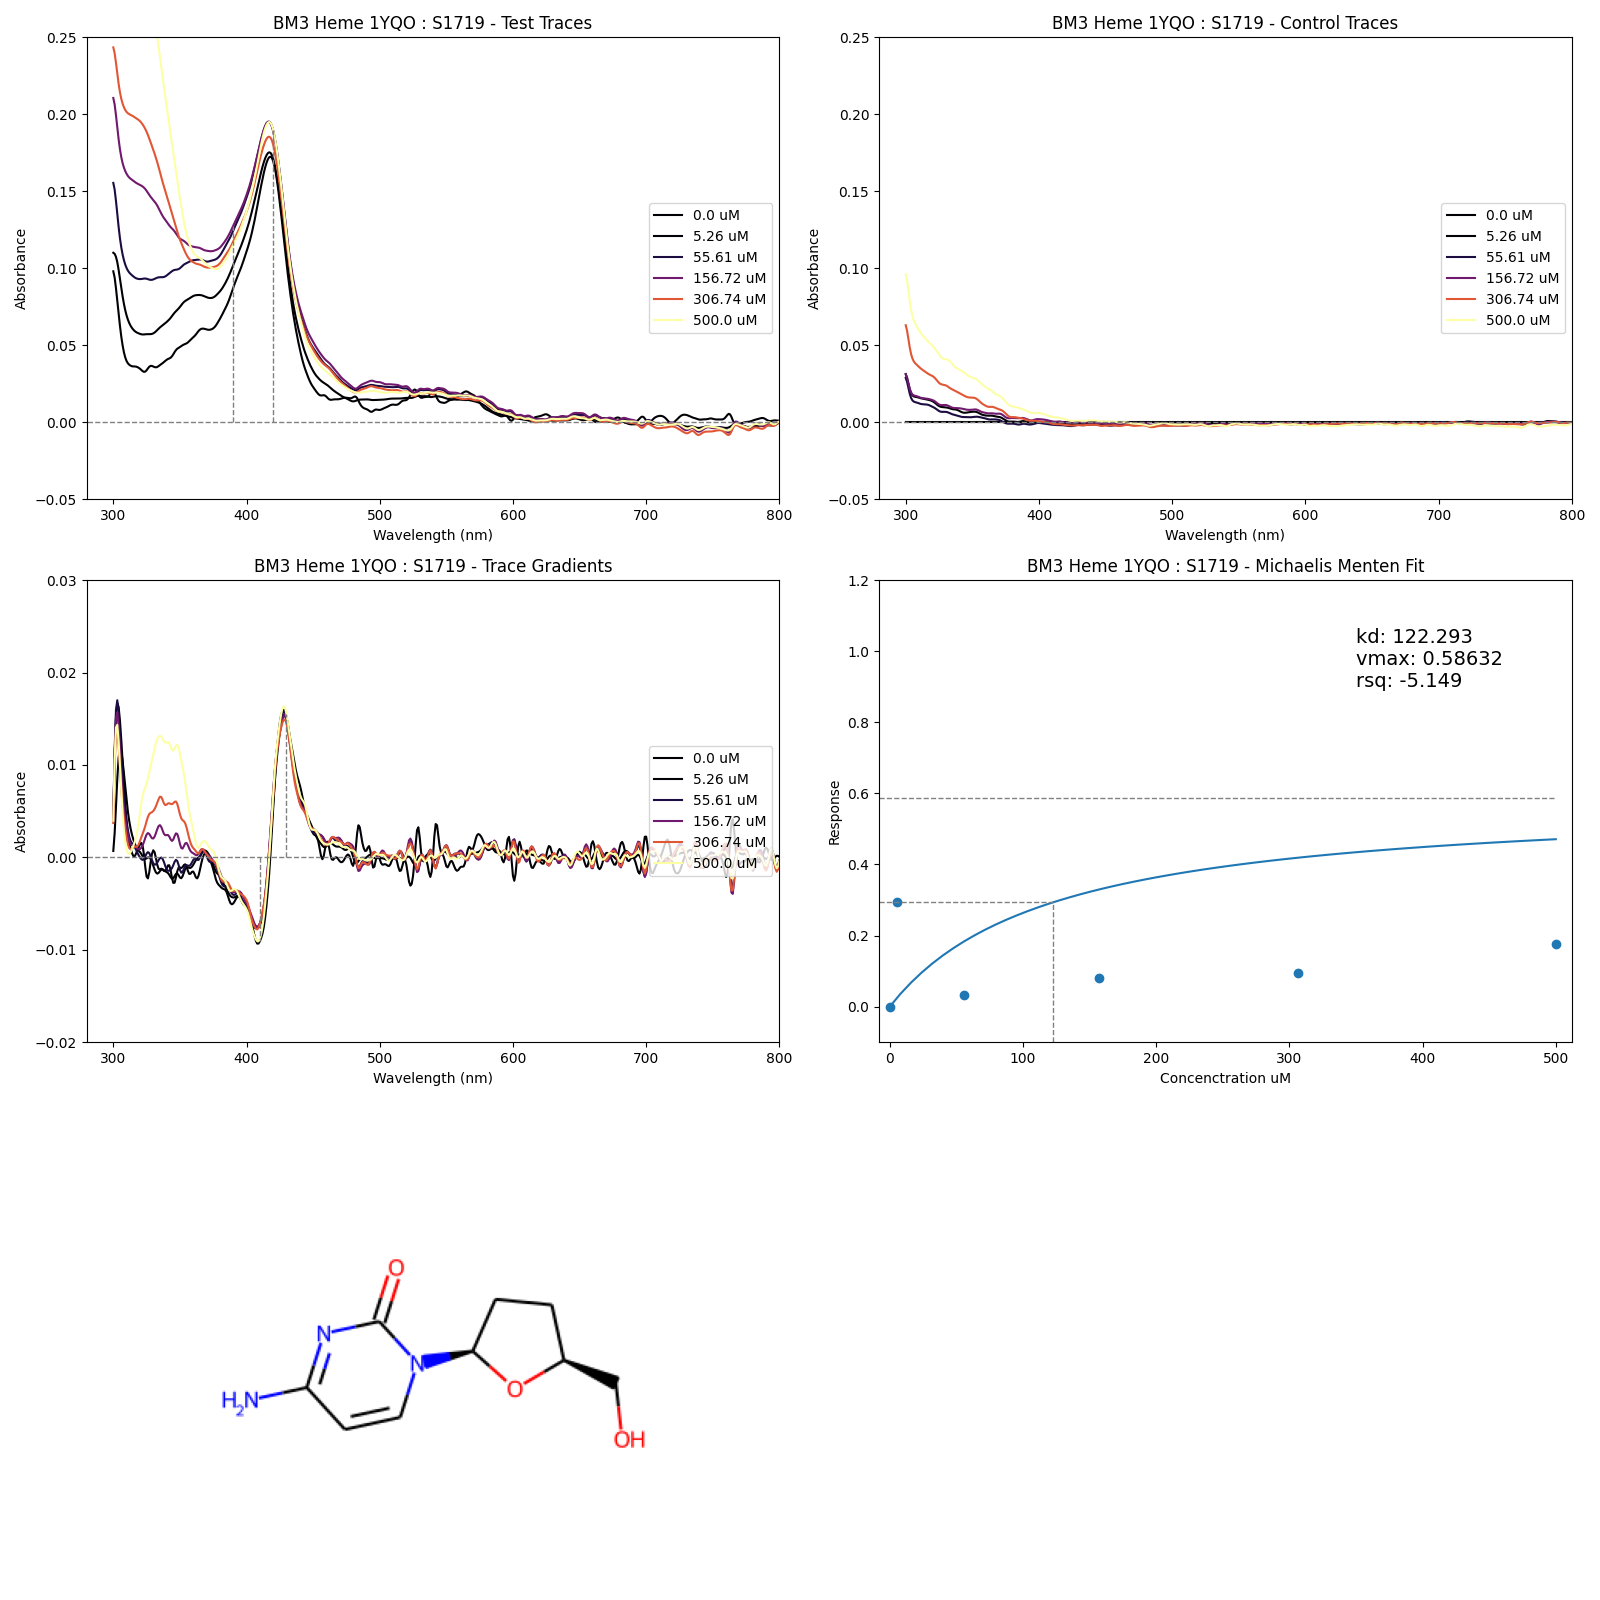 BM3 Heme 1YQO : S1719 - Test Traces
Absorbance
0.25
0.20
0.15
0.10
0.05
0.00
−0.05
300 400 500 600 700 800
Wavelength (nm)
0.0 uM
5.26 uM
55.61 uM
156.72 uM
306.74 uM
500.0 uM
BM3 Heme 1YQO : S1719 - Control Traces
Absorbance
0.25
0.20
0.15
0.10
0.05
0.00
−0.05
300 400 500 600 700 800
Wavelength (nm)
0.0 uM
5.26 uM
55.61 uM
156.72 uM
306.74 uM
500.0 uM
BM3 Heme 1YQO : S1719 - Trace Gradients
Absorbance
0.03
0.02
0.01
0.00
−0.01
−0.02
300 400 500 600 700 800
Wavelength (nm)
0.0 uM
5.26 uM
55.61 uM
156.72 uM
306.74 uM
500.0 uM
BM3 Heme 1YQO : S1719 - Michaelis Menten Fit
Response
1.2
1.0
0.8
0.6
0.4
0.2
0.0
0 100 200 300 400 500
Concenctration uM
kd: 122.293
vmax: 0.58632
rsq: -5.149
O
N
N
O
H2N
OH